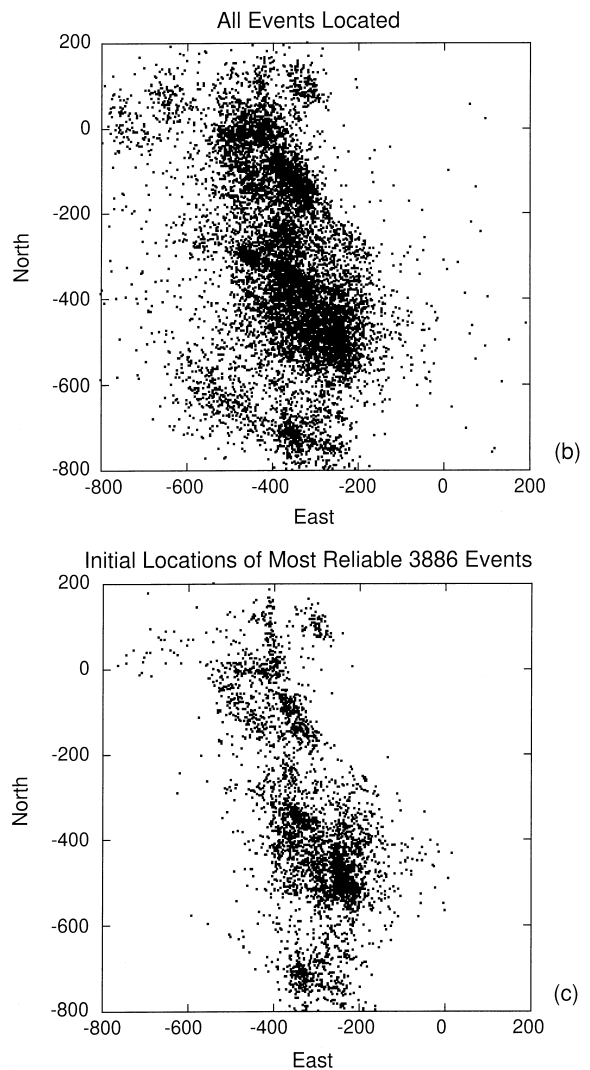 All Events Located
200
0
-200
-400
-600
-800
North
-800 -600 -400 -200 0 200
East
(b)
Initial Locations of Most Reliable 3886 Events
200
0
-200
-400
-600
-800
North
-800 -600 -400 -200 0 200
East
(c)